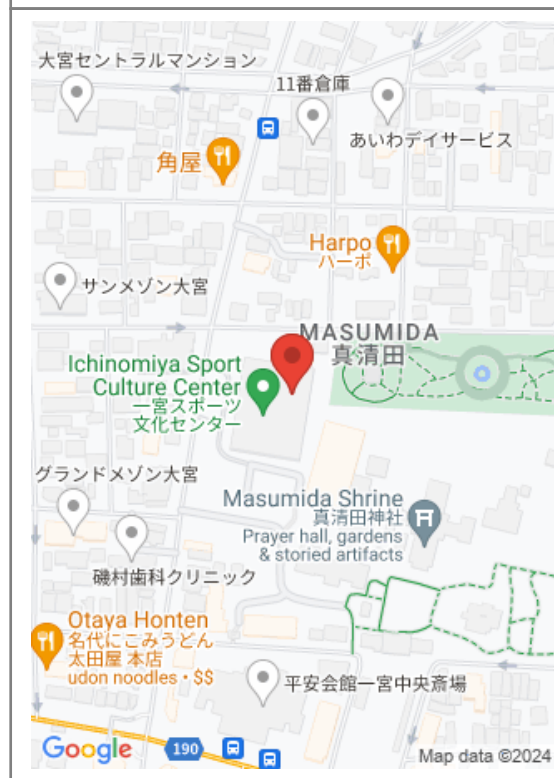 大宮セントラルマンション
11番倉庫
あいわデイサービス
角屋
Harpo
ハーポ
サンメゾン大宮
MASUMIDA
真清田
Ichinomiya Sport
Culture Center
一宮スポーツ
文化センター
グランドメゾン大宮
Masumida Shrine
真清田神社
Prayer hall, gardens
& storied artifacts
磯村歯科クリニック
Otaya Honten
名代にこみうどん
太田屋 本店
udon noodles • $$
平安会館一宮中央斎場
Google
190
Map data ©2024